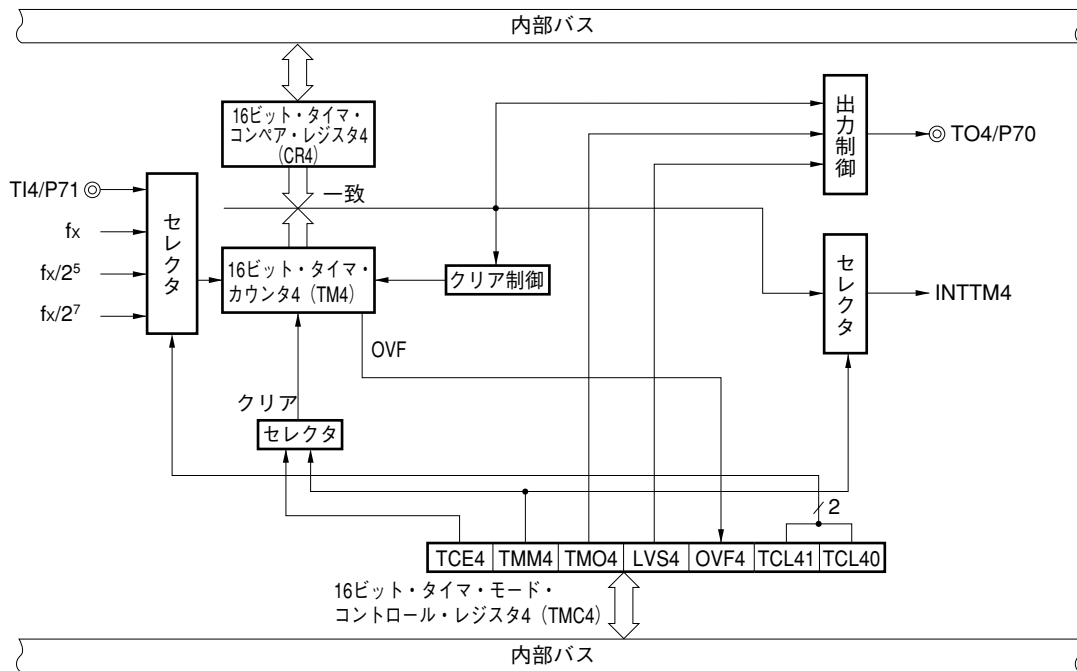 内部バス
16ビット・タイマ・
コンペア・レジスタ4
(CR4)
出力制御
TO4/P70
TI4/P71
一致
fx
セレクタ
fx/2⁵
fx/2⁷
16ビット・タイマ・
カウンタ4 (TM4)
クリア制御
セレクタ
INTTM4
OVF
クリア
セレクタ
2
TCE4 TMM4 TMO4 LVS4 OVF4 TCL41 TCL40
16ビット・タイマ・モード・
コントロール・レジスタ4 (TMC4)
内部バス